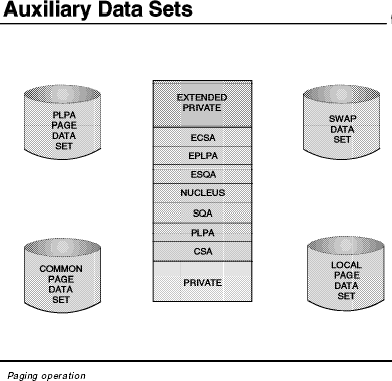 Auxiliary Data Sets
PLPA
PAGE
DATA
SET
EXTENDED
PRIVATE
ECSA
EPLPA
ESQA
NUCLEUS
SQA
PLPA
CSA
PRIVATE
SWAP
DATA
SET
COMMON
PAGE
DATA
SET
LOCAL
PAGE
DATA
SET
Paging operation